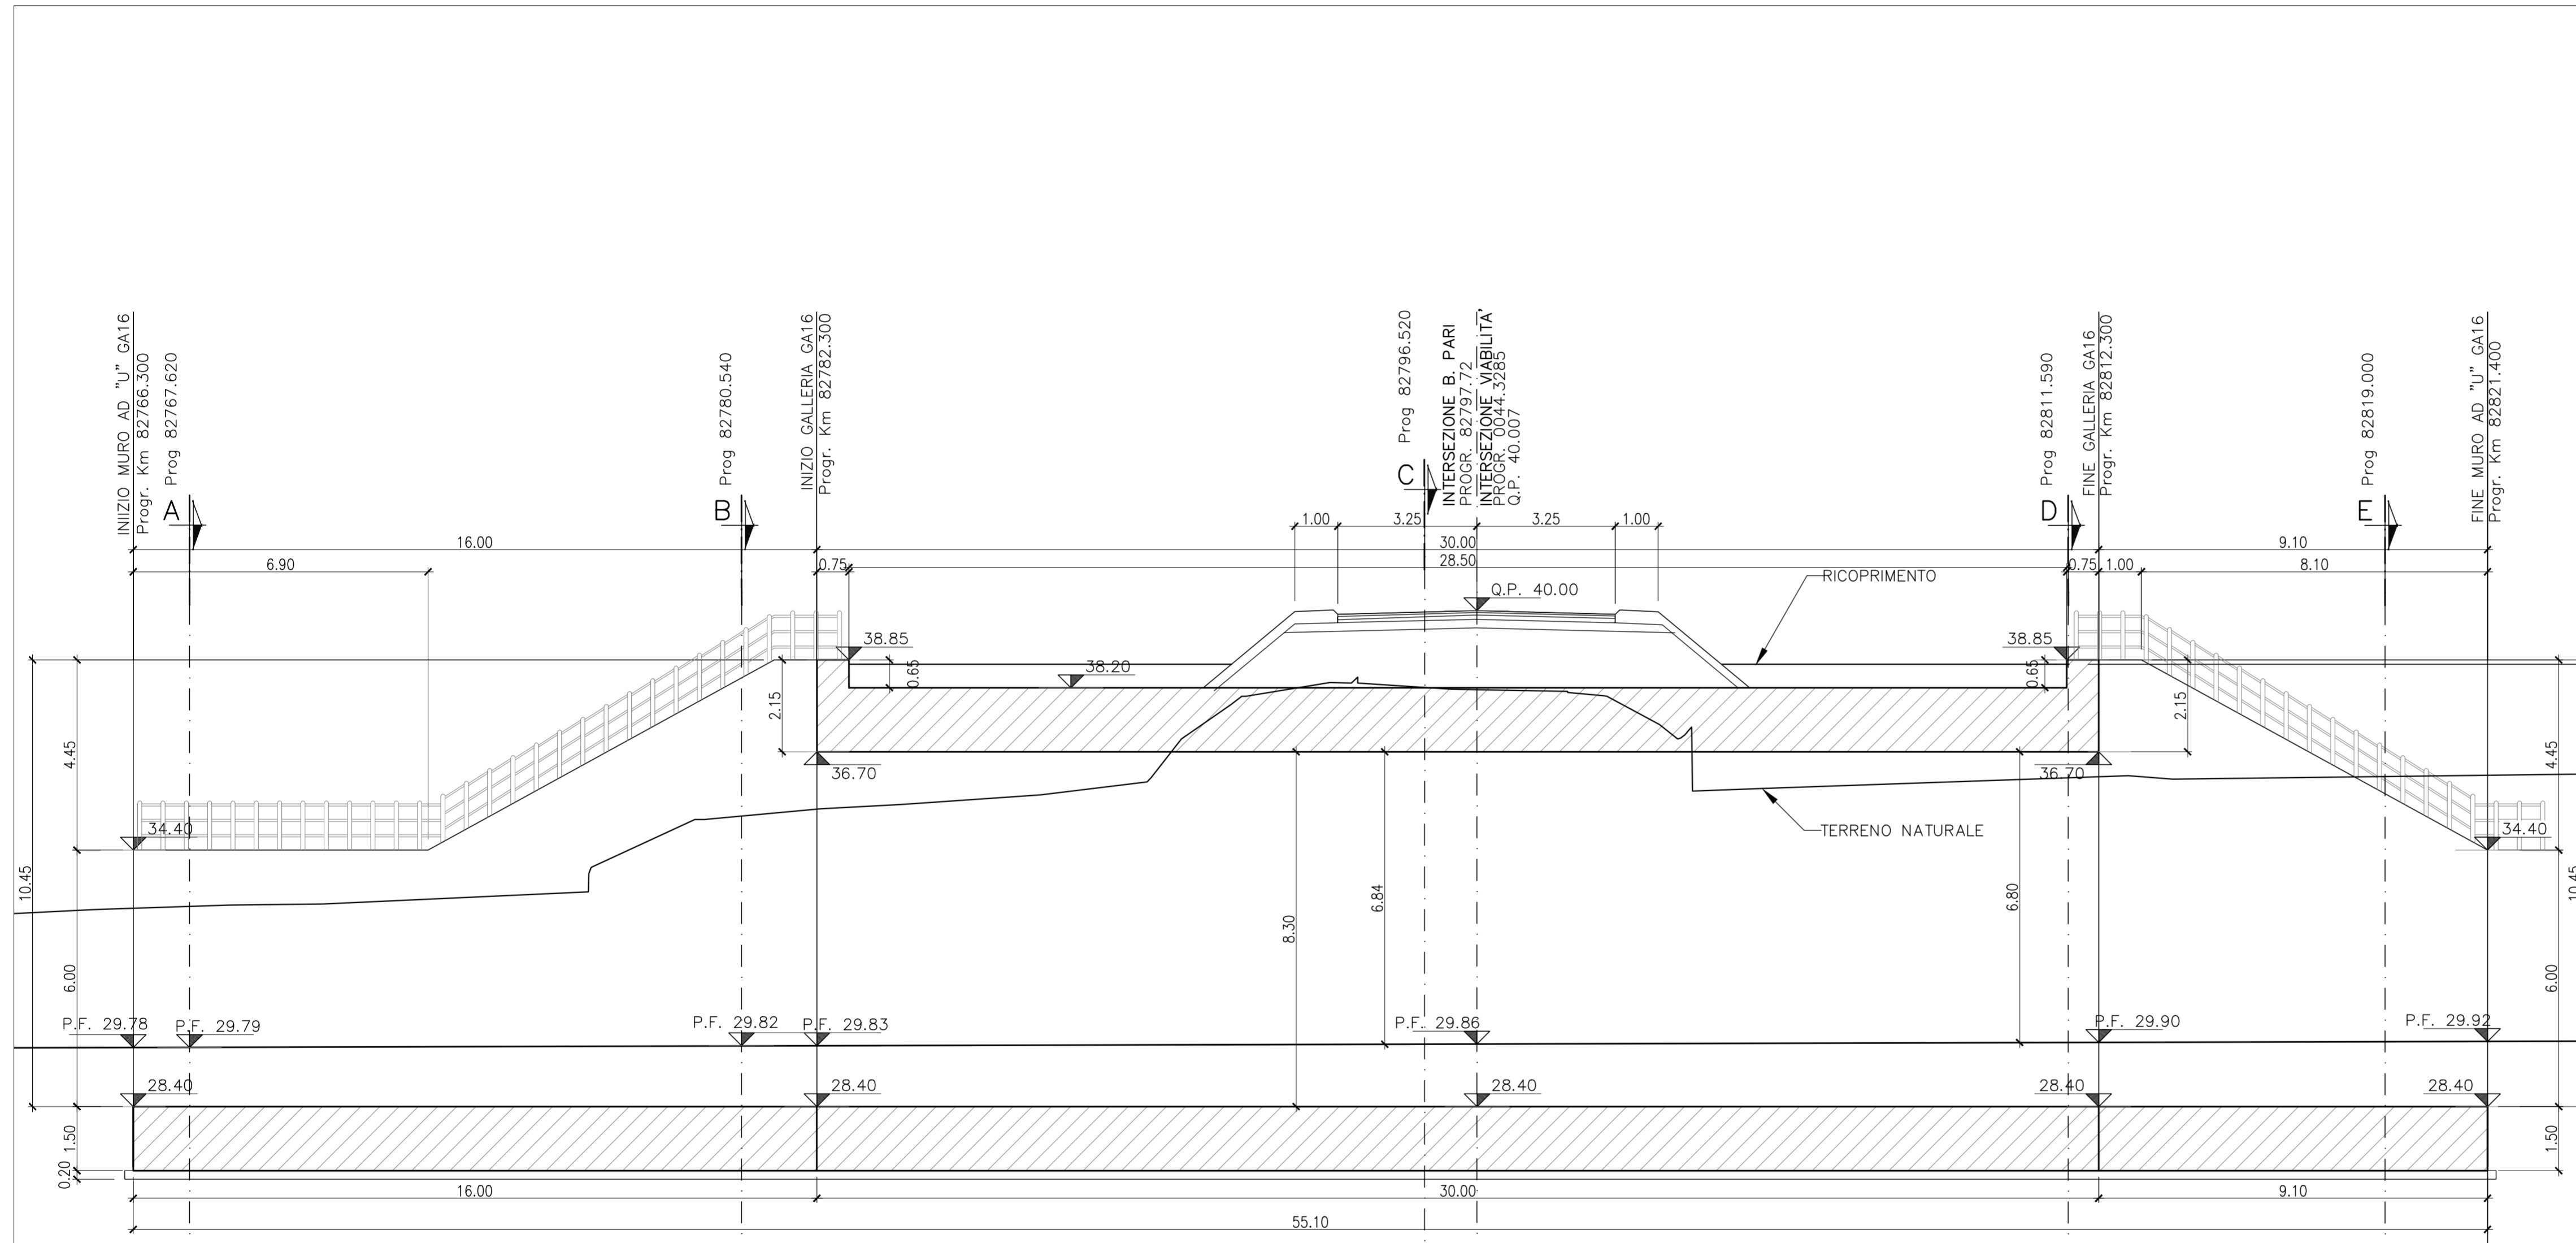 INIZIO MURO AD "U" GA16
Progr. Km 82766.300
Prog 82767.620
A
Prog 82780.540
B
INIZIO GALLERIA GA16
Progr. Km 82782.300
Prog 82796.520
C
INTERSEZIONE B. PARI
PROGR. 82797.72
INTERSEZIONE VIABILITA'
PROGR. 0044.3285
Q.P. 40.007
Prog 82811.590
D
FINE GALLERIA GA16
Progr. Km 82812.300
Prog 82819.000
E
FINE MURO AD "U" GA16
Progr. Km 82821.400
1.00
3.25
3.25
1.00
16.00
30.00
9.10
6.90
0.75
28.50
0.75
1.00
8.10
RICOPRIMENTO
Q.P. 40.00
38.85
38.85
38.20
0.65
0.65
2.15
2.15
4.45
4.45
36.70
36.70
34.40
34.40
TERRENO NATURALE
10.45
10.45
8.30
6.84
6.80
6.00
6.00
P.F. 29.78
P.F. 29.79
P.F. 29.82
P.F. 29.83
P.F. 29.86
P.F. 29.90
P.F. 29.92
28.40
28.40
28.40
28.40
28.40
1.50
1.50
0.20
16.00
30.00
9.10
55.10